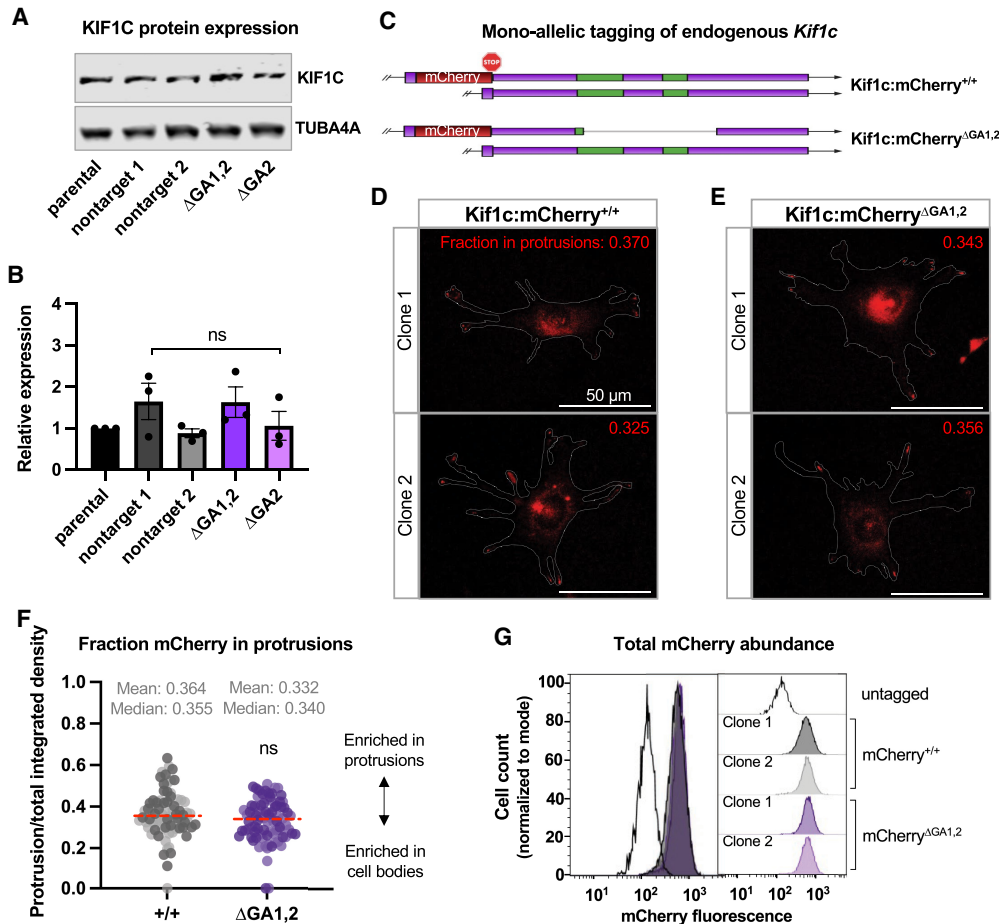 A
KIF1C protein expression
KIF1C
TUBA4A
parental
nontarget 1
nontarget 2
ΔGA1,2
ΔGA2
B
Relative expression
4
3
2
1
0
ns
parental
nontarget 1
nontarget 2
ΔGA1,2
ΔGA2
C
Mono-allelic tagging of endogenous Kif1c
STOP
mCherry
Kif1c:mCherry+/+
mCherry
Kif1c:mCherryΔGA1,2
D
Kif1c:mCherry+/+
Clone 1
Fraction in protrusions: 0.370
50 µm
Clone 2
0.325
E
Kif1c:mCherryΔGA1,2
Clone 1
0.343
Clone 2
0.356
F
Fraction mCherry in protrusions
Protrusion/total integrated density
1.0
0.8
0.6
0.4
0.2
0.0
Mean: 0.364
Median: 0.355
Mean: 0.332
Median: 0.340
ns
Enriched in
protrusions
Enriched in
cell bodies
+/+
ΔGA1,2
G
Total mCherry abundance
Cell count
(normalized to mode)
100
80
60
40
20
0
10¹
10²
10³
10¹
10²
10³
mCherry fluorescence
untagged
Clone 1
Clone 2
mCherry+/+
Clone 1
Clone 2
mCherryΔGA1,2